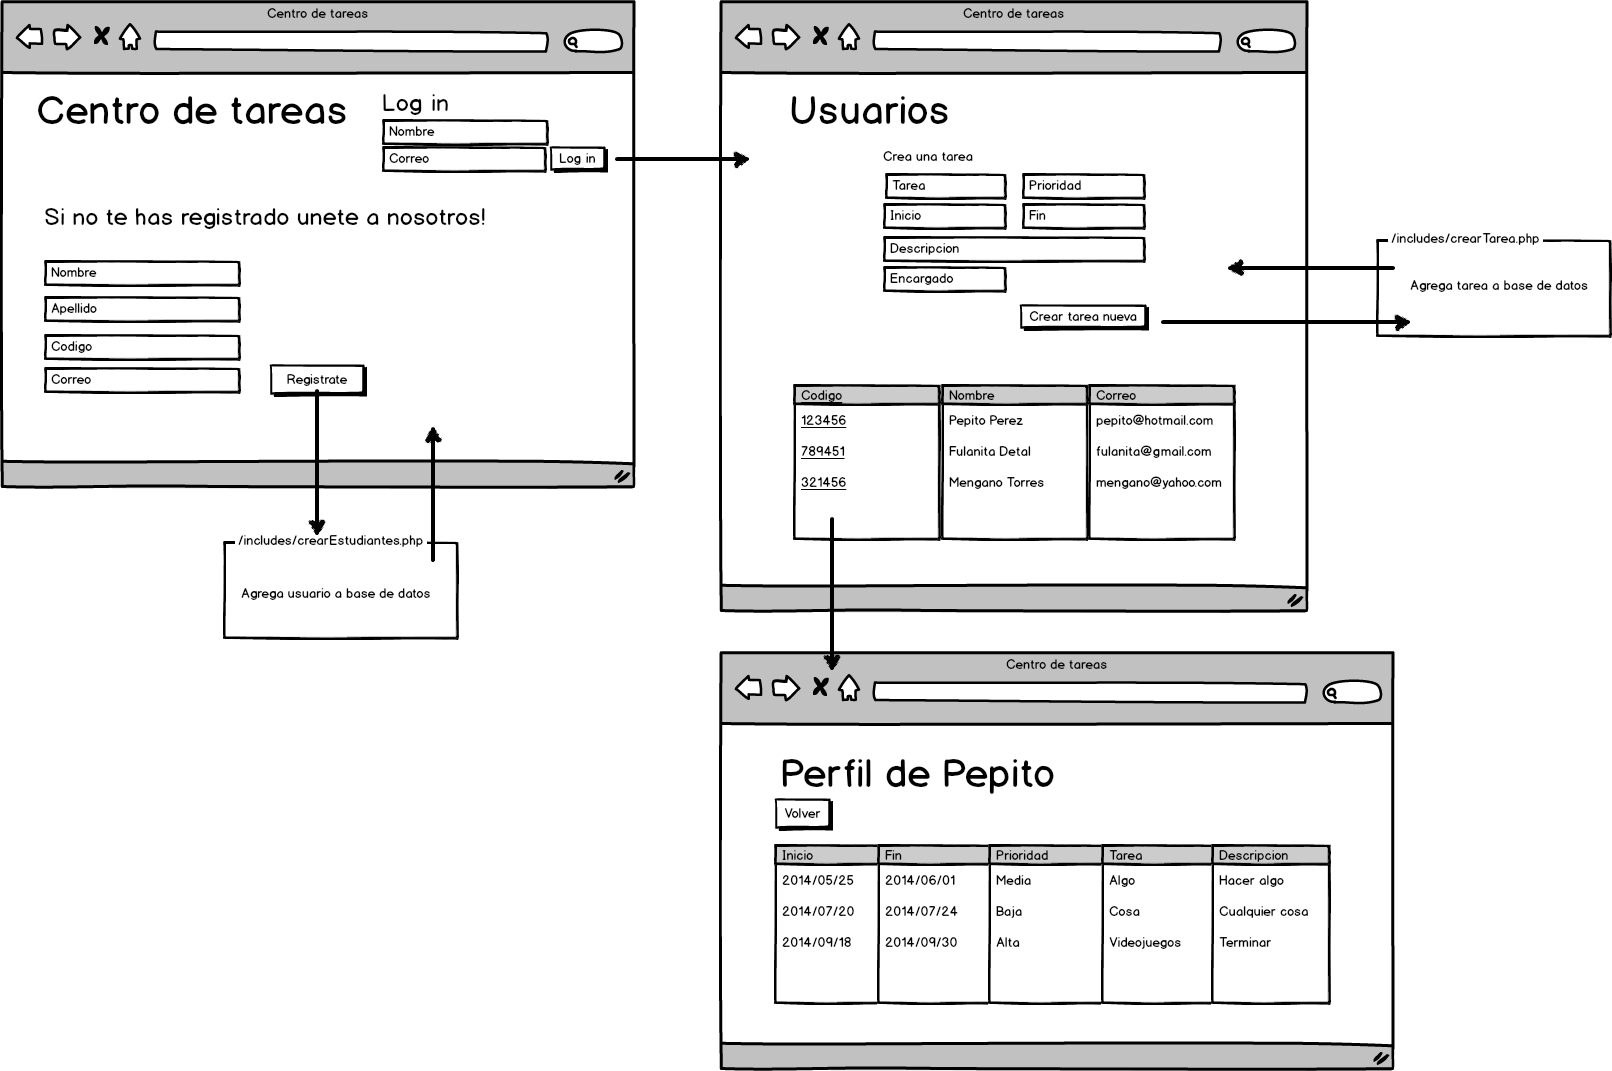 Centro de tareas
Centro de tareas
Log in
Nombre
Correo
Log in
Si no te has registrado unete a nosotros!
Nombre
Apellido
Codigo
Correo
Registrate
/includes/crearEstudiantes.php
Agrega usuario a base de datos
Centro de tareas
Usuarios
Crea una tarea
Tarea Prioridad
Inicio Fin
Descripcion
Encargado
Crear tarea nueva
/includes/crearTarea.php
Agrega tarea a base de datos
Codigo Nombre Correo
123456 Pepito Perez pepito@hotmail.com
789451 Fulanita Detal fulanita@gmail.com
321456 Mengano Torres mengano@yahoo.com
Centro de tareas
Perfil de Pepito
Volver
Inicio Fin Prioridad Tarea Descripcion
2014/05/25 2014/06/01 Media Algo Hacer algo
2014/07/20 2014/07/24 Baja Cosa Cualquier cosa
2014/09/18 2014/09/30 Alta Videojuegos Terminar